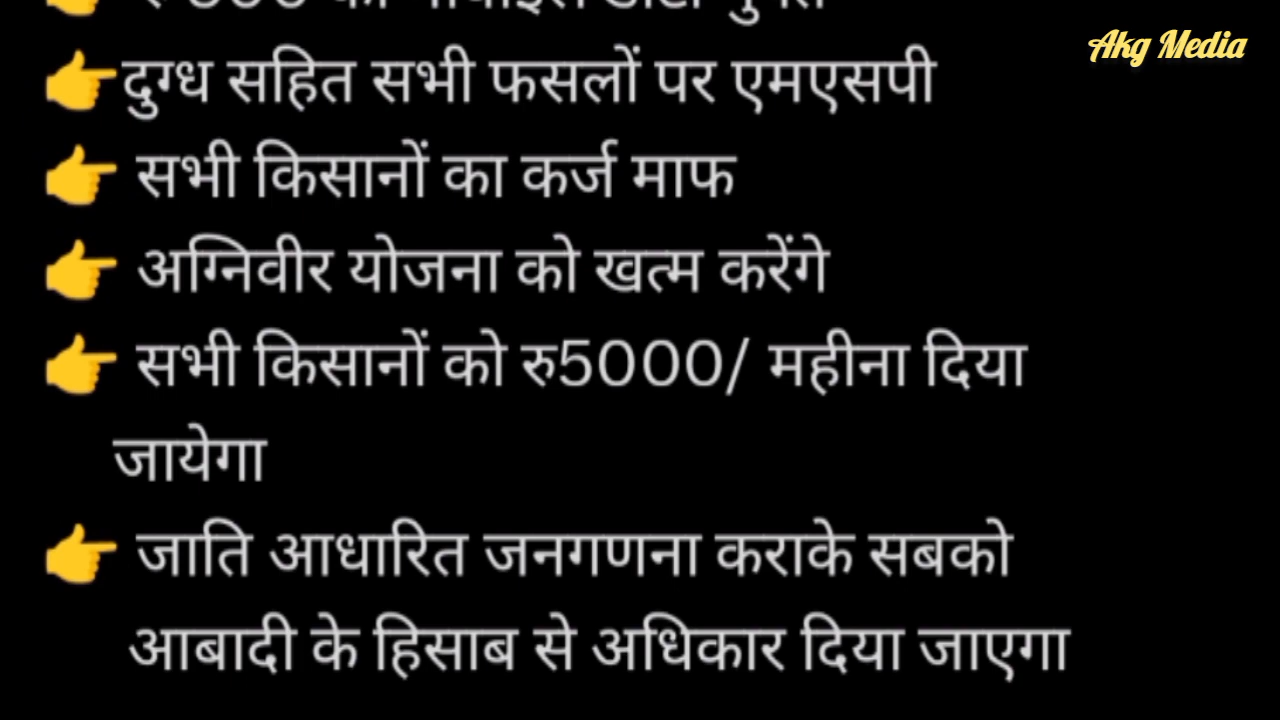 Akg Media
👉दुग्ध सहित सभी फसलों पर एमएसपी
👉 सभी किसानों का कर्ज माफ
👉 अग्निवीर योजना को खत्म करेंगे
👉 सभी किसानों को रु5000/ महीना दिया
जायेगा
👉 जाति आधारित जनगणना कराके सबको
आबादी के हिसाब से अधिकार दिया जाएगा